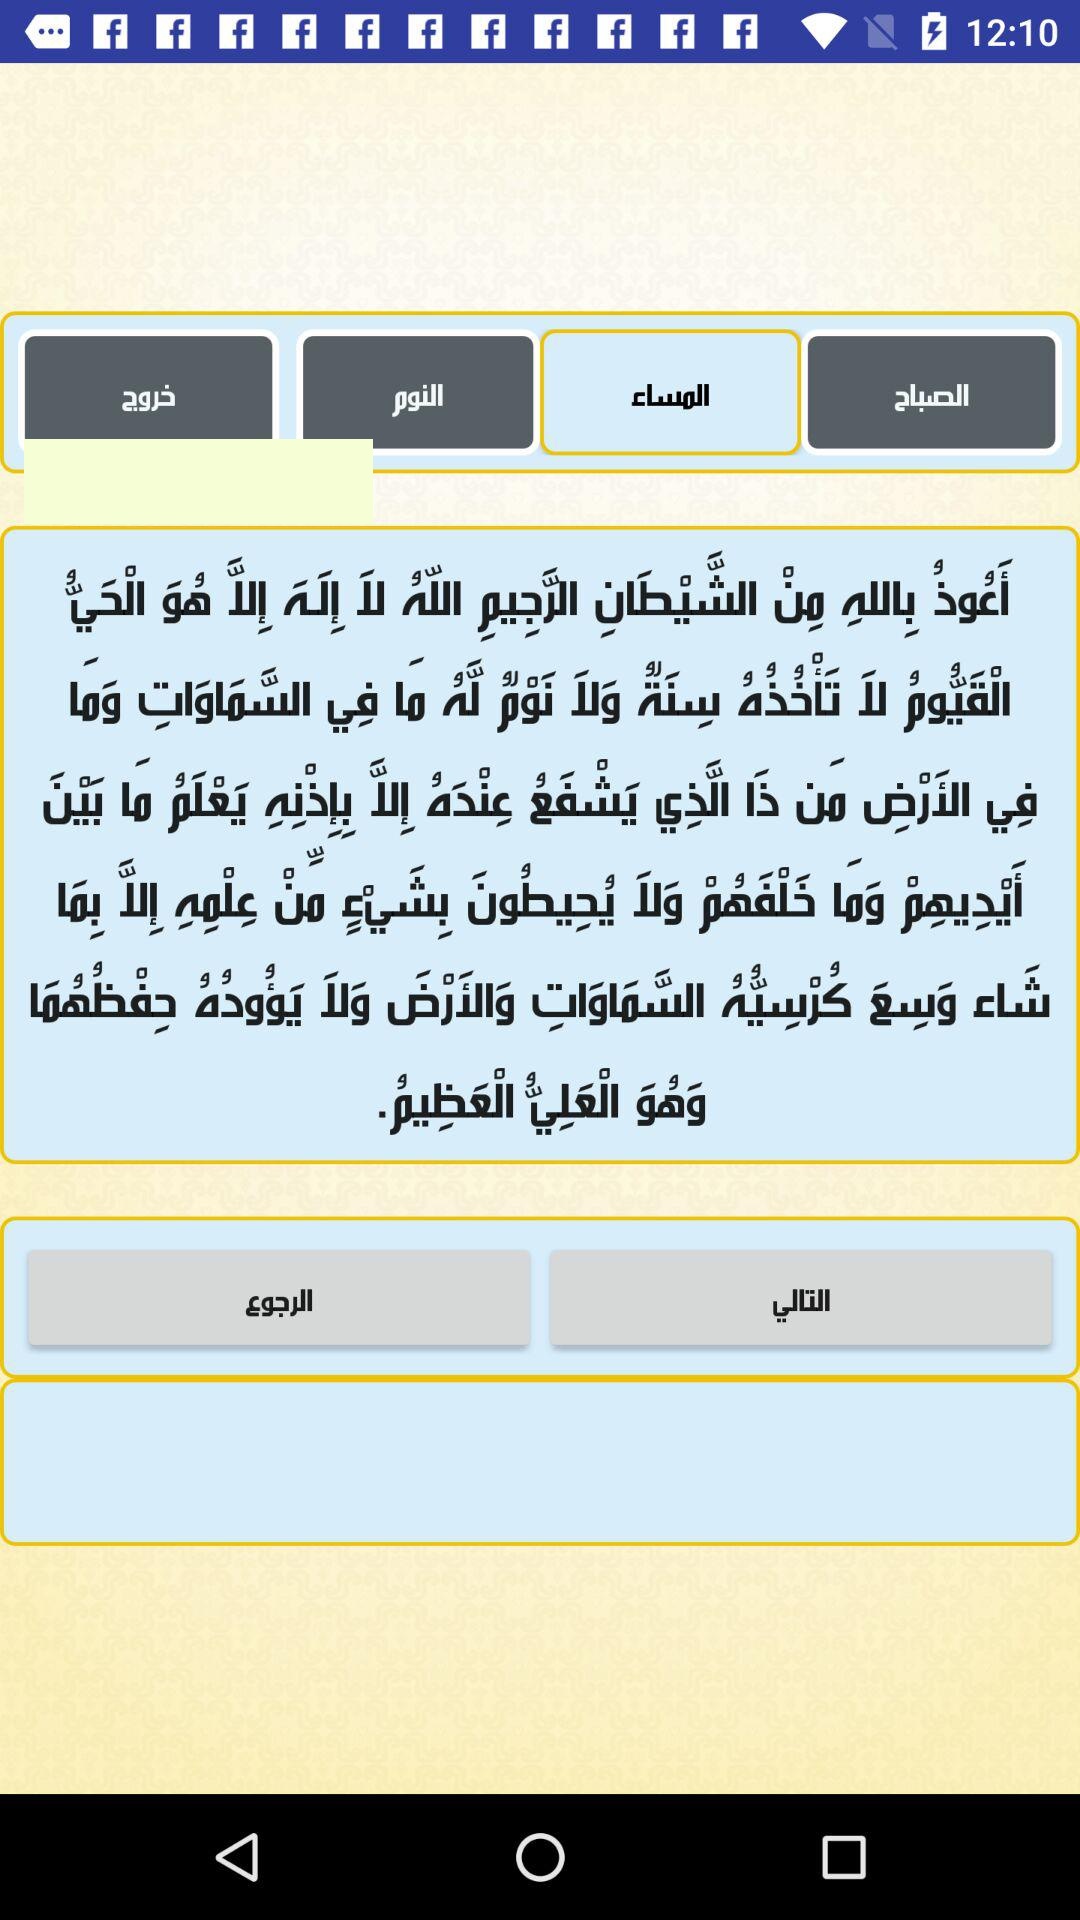 12:10
الصباح
المساء
النوم
خروج
أَعُوذُ بِاللهِ مِنْ الشَّيْطَانِ الرَّجِيمِ اللّهُ لاَ إِلَـهَ إِلاَّ هُوَ الْحَيُّ
الْقَيُّومُ لاَ تَأْخُذُهُ سِنَةٌ وَلاَ نَوْمٌ لَّهُ مَا فِي السَّمَاوَاتِ وَمَا
فِي الأَرْضِ مَن ذَا الَّذِي يَشْفَعُ عِنْدَهُ إِلاَّ بِإِذْنِهِ يَعْلَمُ مَا بَيْنَ
أَيْدِيهِمْ وَمَا خَلْفَهُمْ وَلاَ يُحِيطُونَ بِشَيْءٍ مِّنْ عِلْمِهِ إِلاَّ بِمَا
شَاء وَسِعَ كُرْسِيُّهُ السَّمَاوَاتِ وَالأَرْضَ وَلاَ يَؤُودُهُ حِفْظُهُمَا
وَهُوَ الْعَلِيُّ الْعَظِيمُ.
التالي
الرجوع